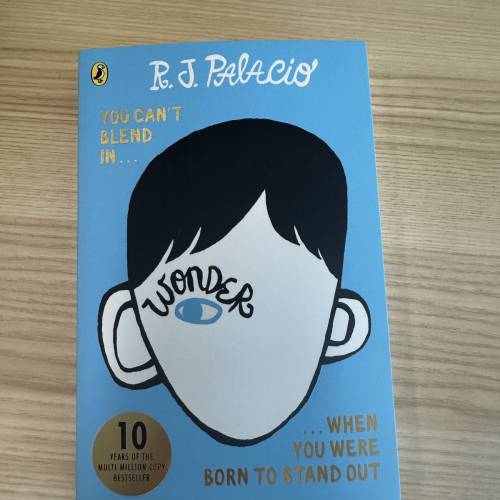 R. J. PALACIO
YOU CAN'T
BLEND
IN...
WONDER
10
YEARS OF THE
MULTI MILLION COPY
BESTSELLER
...WHEN
YOU WERE
BORN TO STAND OUT